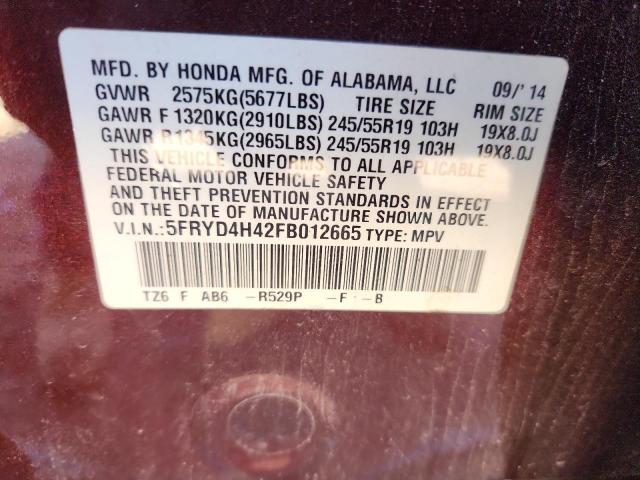 MFD. BY HONDA MFG. OF ALABAMA, LLC 09/' 14
GVWR 2575KG(5677LBS) TIRE SIZE RIM SIZE
GAWR F 1320KG(2910LBS) 245/55R19 103H 19X8.0J
GAWR R1345KG(2965LBS) 245/55R19 103H 19X8.0J
THIS VEHICLE CONFORMS TO ALL APPLICABLE
FEDERAL MOTOR VEHICLE SAFETY
AND THEFT PREVENTION STANDARDS IN EFFECT
ON THE DATE OF MANUFACTURE SHOWN ABOVE.
V.I.N.:5FRYD4H42FB012665 TYPE: MPV
TZ6 F AB6 -R529P -F -B